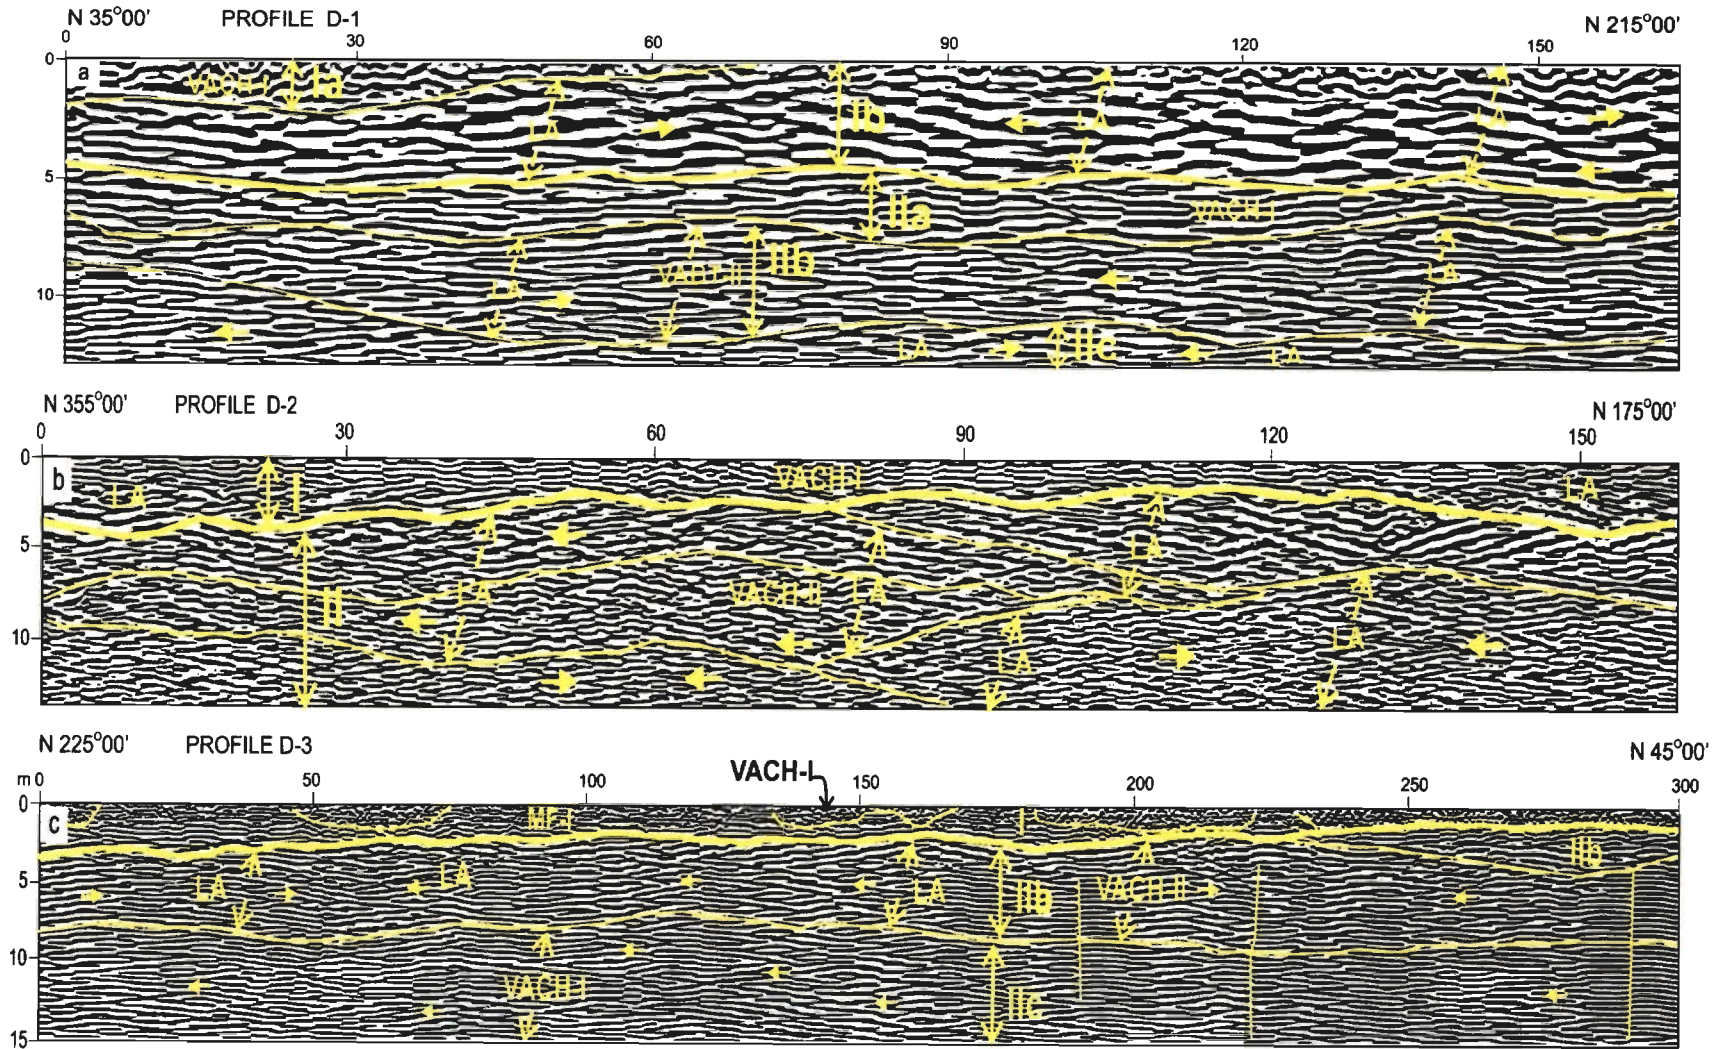 N 35°00' PROFILE D-1 N 215°00'
0 30 60 90 120 150
0
a
VACH-I Ia
LA IIb LA LA
5
IIa VACH-I
LA VADT-II IIb LA
10
LA IIc LA
N 355°00' PROFILE D-2 N 175°00'
0 30 60 90 120 150
0
b
LA I VACH-I LA
5
LA
II LA VACH-II LA
10
LA LA
N 225°00' PROFILE D-3 N 45°00'
m 0 50 100 150 200 250 300
VACH-I
0
c
MF-I I
IIb
5
LA LA LA IIb VACH-II
10
VACH-I IIc
15